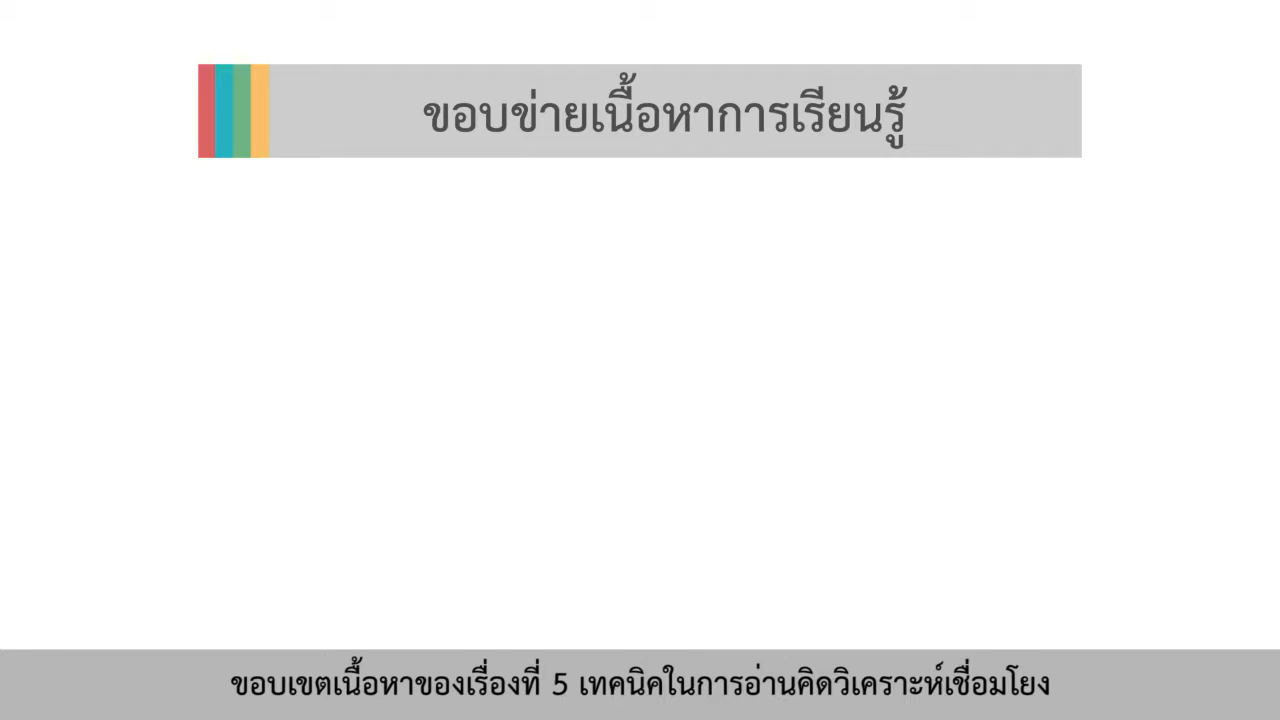 ขอบข่ายเนื้อหาการเรียนรู้
ขอบเขตเนื้อหาของเรื่องที่ 5 เทคนิคในการอ่านคิดวิเคราะห์เชื่อมโยง